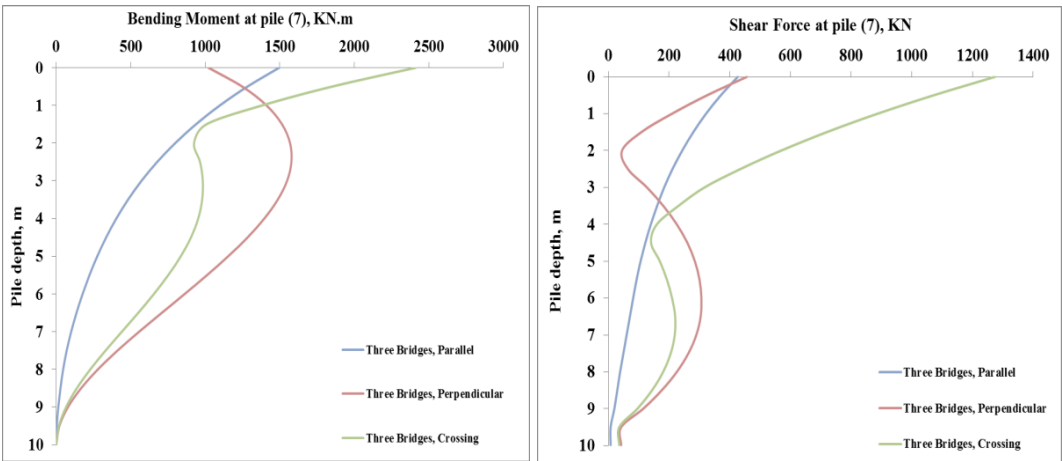 Bending Moment at pile (7), KN.m
0 500 1000 1500 2000 2500 3000
0
1
2
3
4
5
6
7
8
9
10
Pile depth, m
Three Bridges, Parallel
Three Bridges, Perpendicular
Three Bridges, Crossing
Shear Force at pile (7), KN
0 200 400 600 800 1000 1200 1400
0
1
2
3
4
5
6
7
8
9
10
Pile depth, m
Three Bridges, Parallel
Three Bridges, Perpendicular
Three Bridges, Crossing